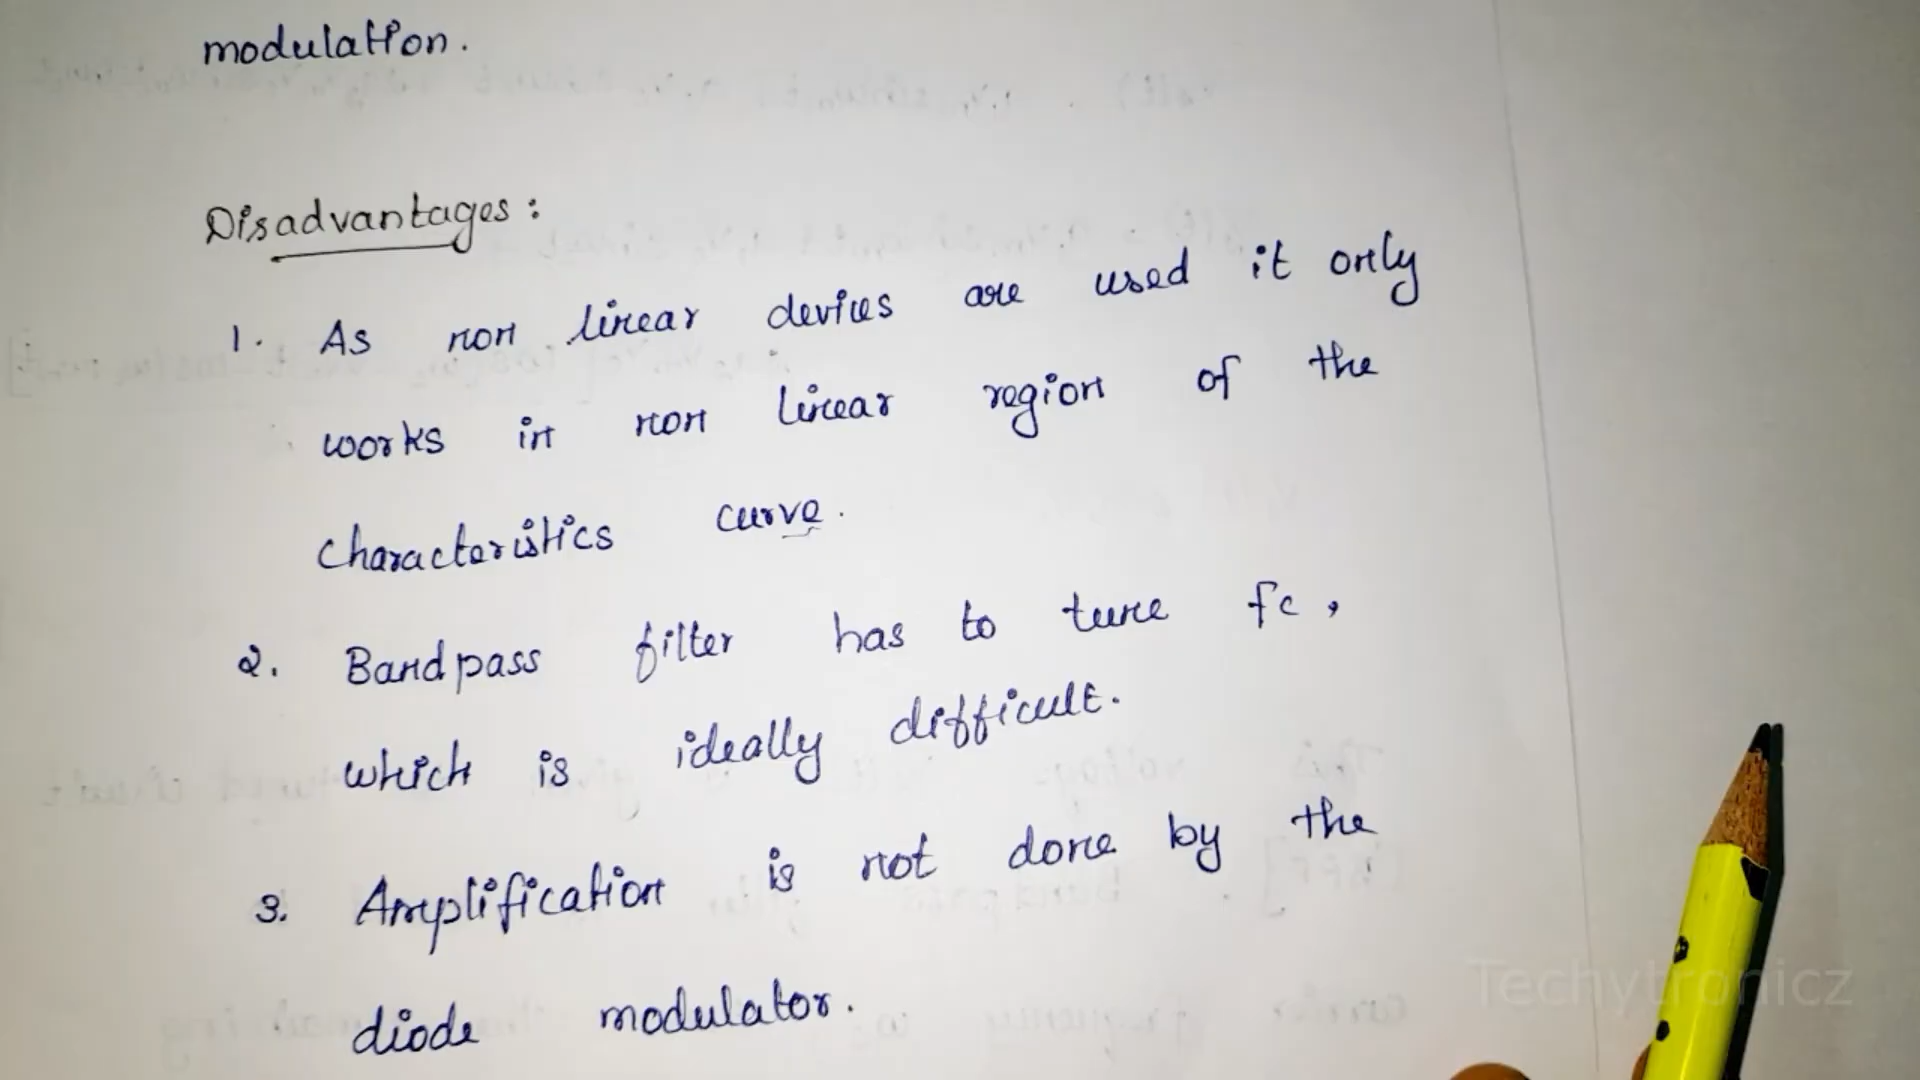 modulation.
Disadvantages:
1. As non linear devices are used it only
works in non linear region of the
characteristics curve.
2. Bandpass filter has to tune fc,
which is ideally difficult.
3. Amplification is not done by the
diode modulator.
Techytronicz